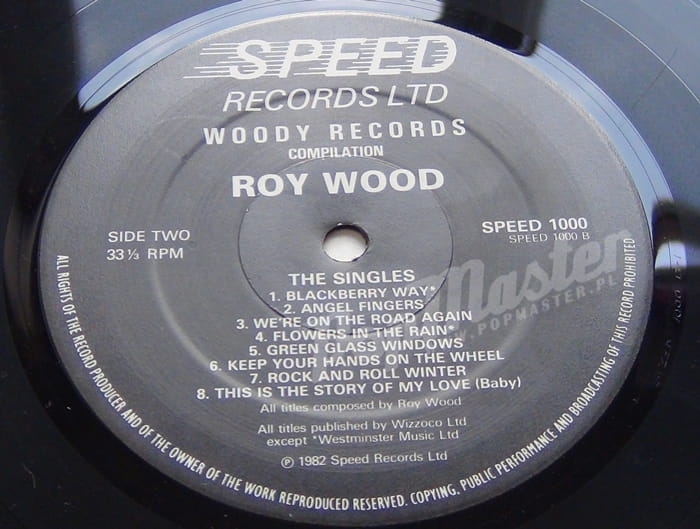 SPEED
RECORDS LTD
WOODY RECORDS
COMPILATION
ROY WOOD
SIDE TWO
33⅓ RPM
SPEED 1000
SPEED 1000 B
THE SINGLES
1. BLACKBERRY WAY*
2. ANGEL FINGERS
3. WE'RE ON THE ROAD AGAIN
4. FLOWERS IN THE RAIN*
5. GREEN GLASS WINDOWS
6. KEEP YOUR HANDS ON THE WHEEL
7. ROCK AND ROLL WINTER
8. THIS IS THE STORY OF MY LOVE (Baby)
All titles composed by Roy Wood
All titles published by Wizzoco Ltd
except *Westminster Music Ltd
℗ 1982 Speed Records Ltd
ALL RIGHTS OF THE RECORD PRODUCER AND OF THE OWNER OF THE WORK REPRODUCED RESERVED. COPYING, PUBLIC PERFORMANCE AND BROADCASTING OF THIS RECORD PROHIBITED
Master
WWW.POPMASTER.PL